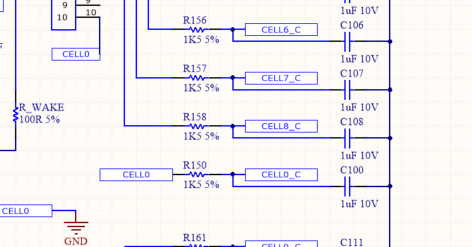 9
10
9
10
CELL0
R_WAKE
100R 5%
CELL0
GND
1uF 10V
R156
1K5 5%
CELL6_C
C106
1uF 10V
R157
1K5 5%
CELL7_C
C107
1uF 10V
R158
1K5 5%
CELL8_C
C108
1uF 10V
CELL0
R150
1K5 5%
CELL0_C
C100
1uF 10V
R161
C111